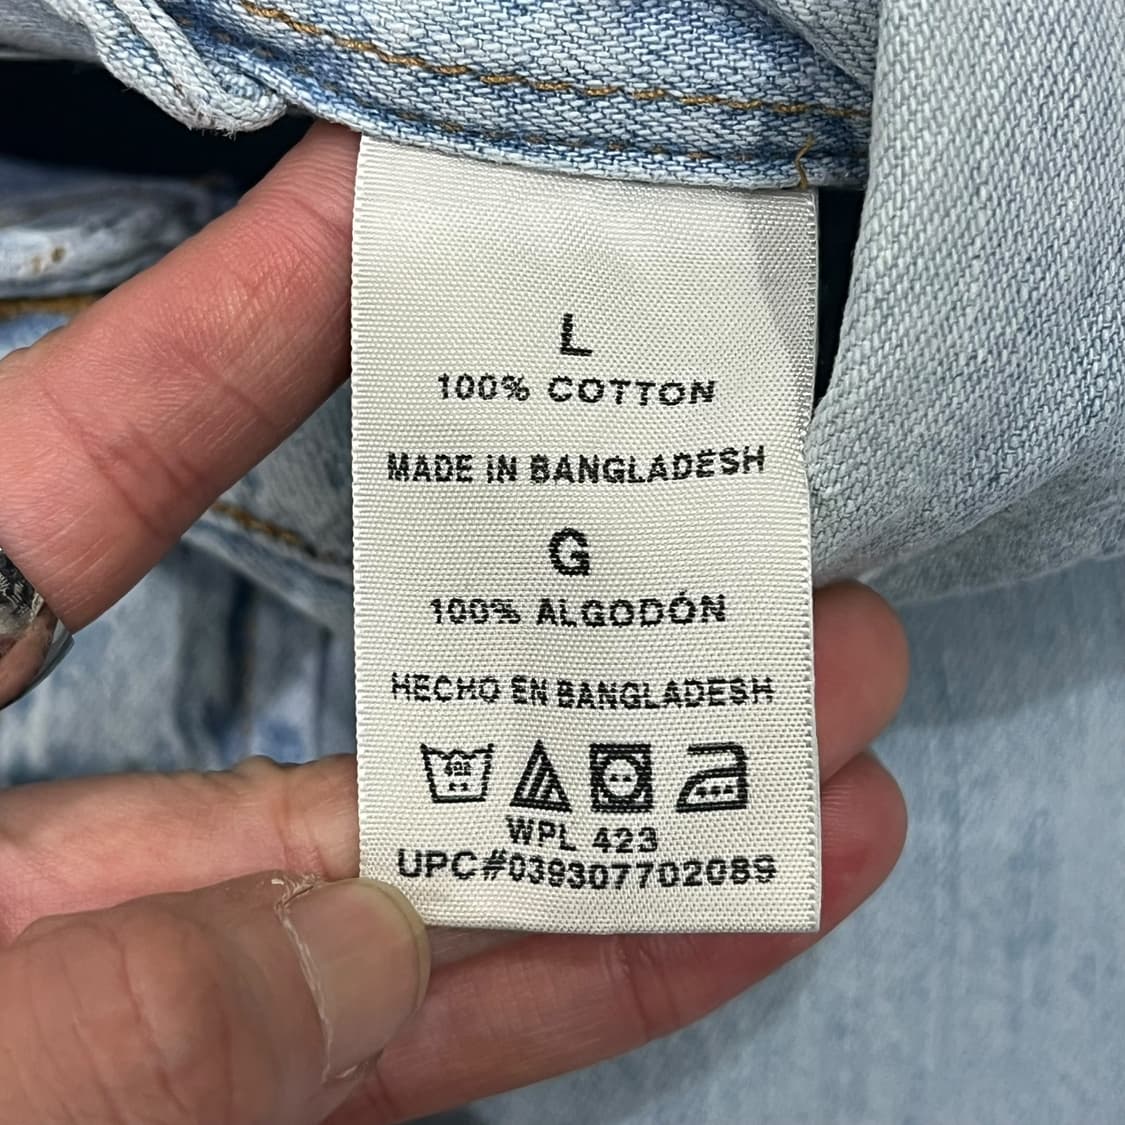 L
100% COTTON
MADE IN BANGLADESH
G
100% ALGODÓN
HECHO EN BANGLADESH
WPL 423
UPC#039307702089